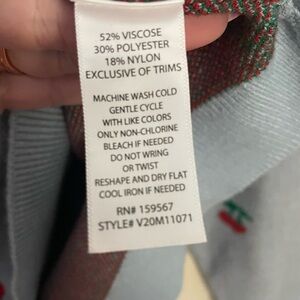 52% VISCOSE
30% POLYESTER
18% NYLON
EXCLUSIVE OF TRIMS
MACHINE WASH COLD
GENTLE CYCLE
WITH LIKE COLORS
ONLY NON-CHLORINE
BLEACH IF NEEDED
DO NOT WRING
OR TWIST
RESHAPE AND DRY FLAT
COOL IRON IF NEEDED
RN# 159567
STYLE# V20M11071